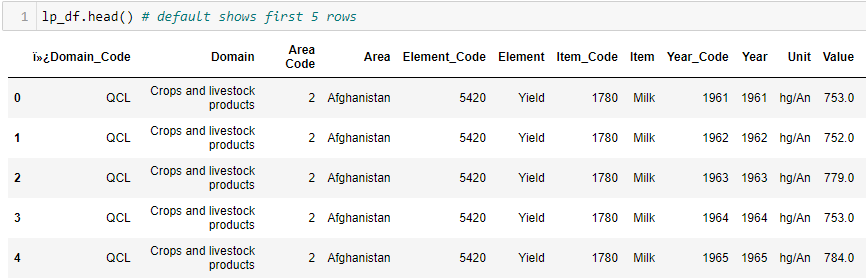 1 lp_df.head() # default shows first 5 rows
Area
ï»¿Domain_Code Domain Code Area Element_Code Element Item_Code Item Year_Code Year Unit Value
0 QCL Crops and livestock products 2 Afghanistan 5420 Yield 1780 Milk 1961 1961 hg/An 753.0
1 QCL Crops and livestock products 2 Afghanistan 5420 Yield 1780 Milk 1962 1962 hg/An 752.0
2 QCL Crops and livestock products 2 Afghanistan 5420 Yield 1780 Milk 1963 1963 hg/An 779.0
3 QCL Crops and livestock products 2 Afghanistan 5420 Yield 1780 Milk 1964 1964 hg/An 753.0
4 QCL Crops and livestock products 2 Afghanistan 5420 Yield 1780 Milk 1965 1965 hg/An 784.0